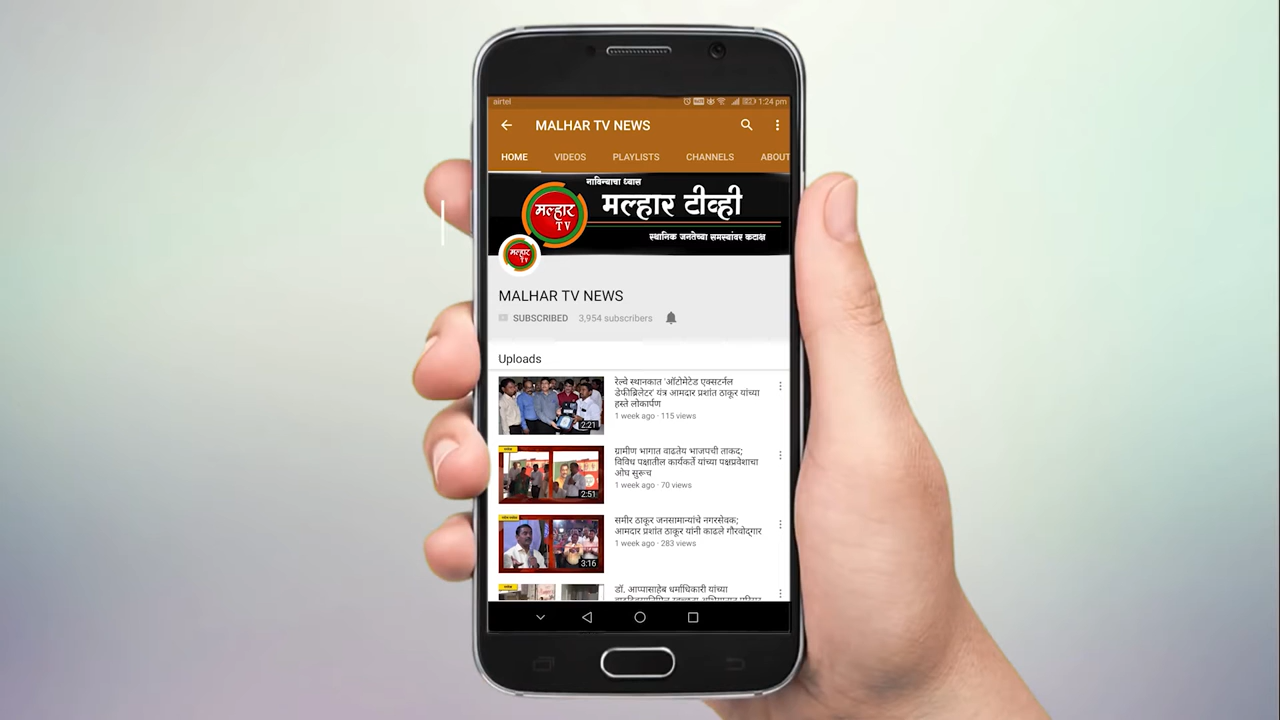 airtel 1:24 pm
MALHAR TV NEWS
HOME VIDEOS PLAYLISTS CHANNELS ABOUT
नाविन्याचा ध्यास
मल्हार टीव्ही
मल्हार
TV
स्थानिक जनतेच्या समस्यांवर कटाक्ष
मल्हार
TV
MALHAR TV NEWS
SUBSCRIBED 3,954 subscribers
Uploads
रेल्वे स्थानकात 'ऑटोमेटेड एक्सटर्नल
डेफीब्रिलेटर' यंत्र आमदार प्रशांत ठाकूर यांच्या
हस्ते लोकार्पण
1 week ago · 115 views
2:21
ग्रामीण भागात वाढतेय भाजपची ताकद;
विविध पक्षातील कार्यकर्ते यांच्या पक्षप्रवेशाचा
ओघ सुरूच
1 week ago · 70 views
2:51
समीर ठाकूर जनसामान्यांचे नगरसेवक;
आमदार प्रशांत ठाकूर यांनी काढले गौरवोद्गार
1 week ago · 283 views
3:16
डॉ. आप्पासाहेब धर्माधिकारी यांच्या